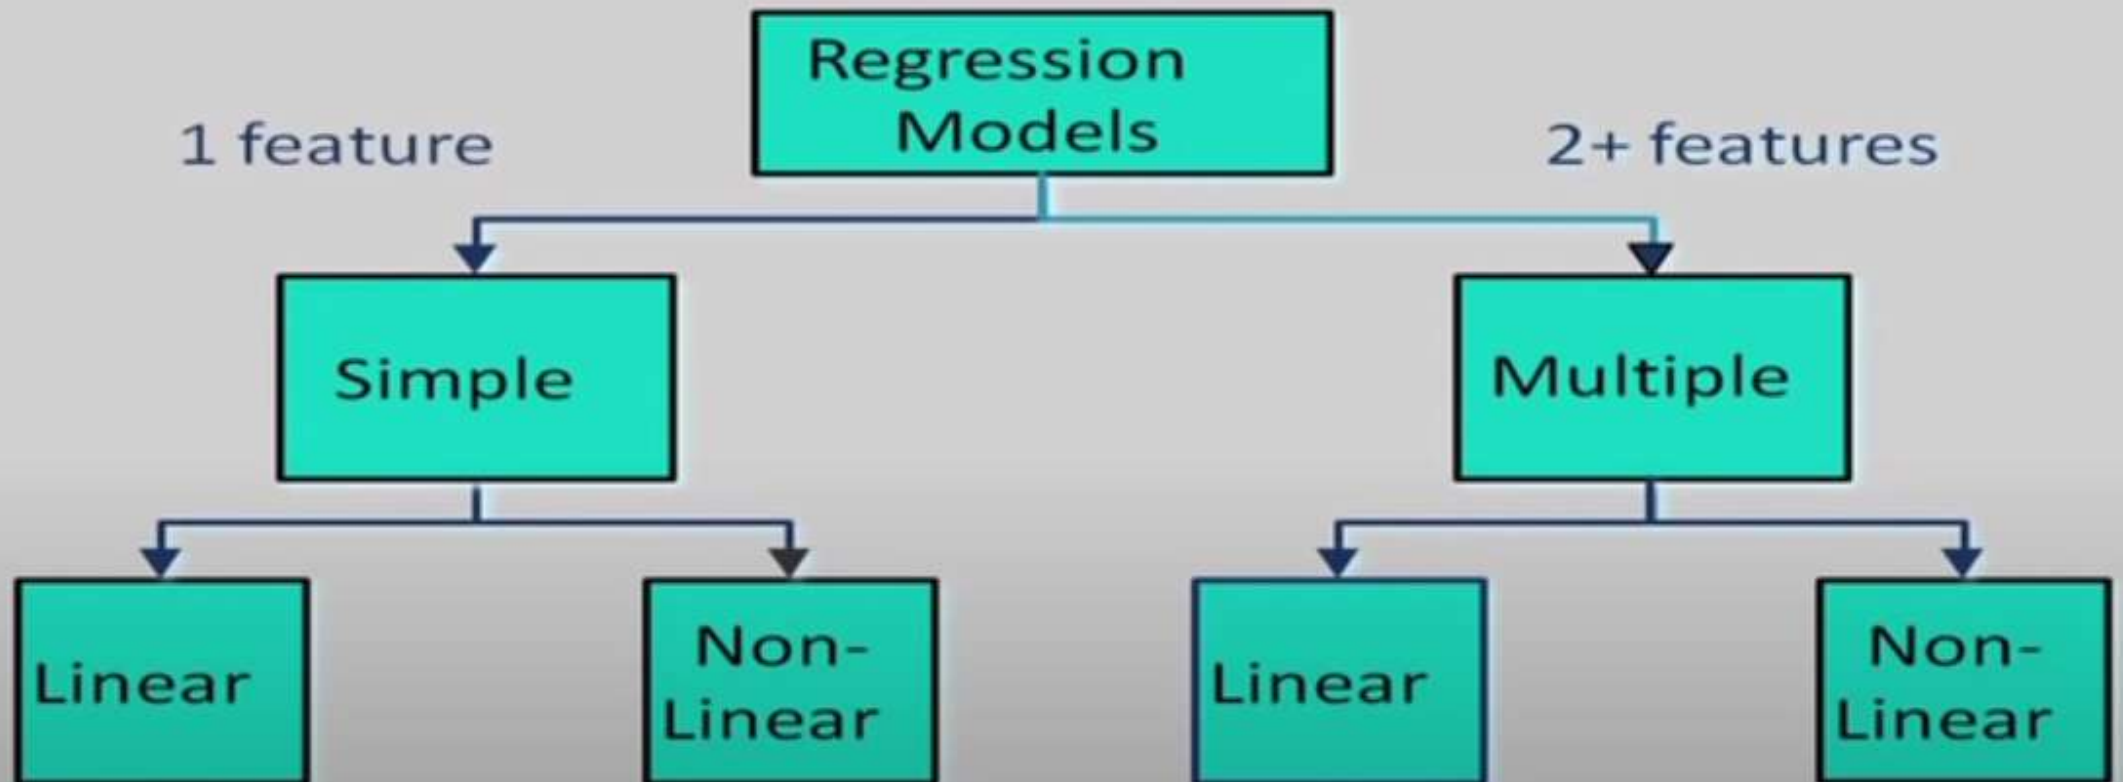 Regression
Models
1 feature
2+ features
Simple
Multiple
Linear
Non-
Linear
Linear
Non-
Linear